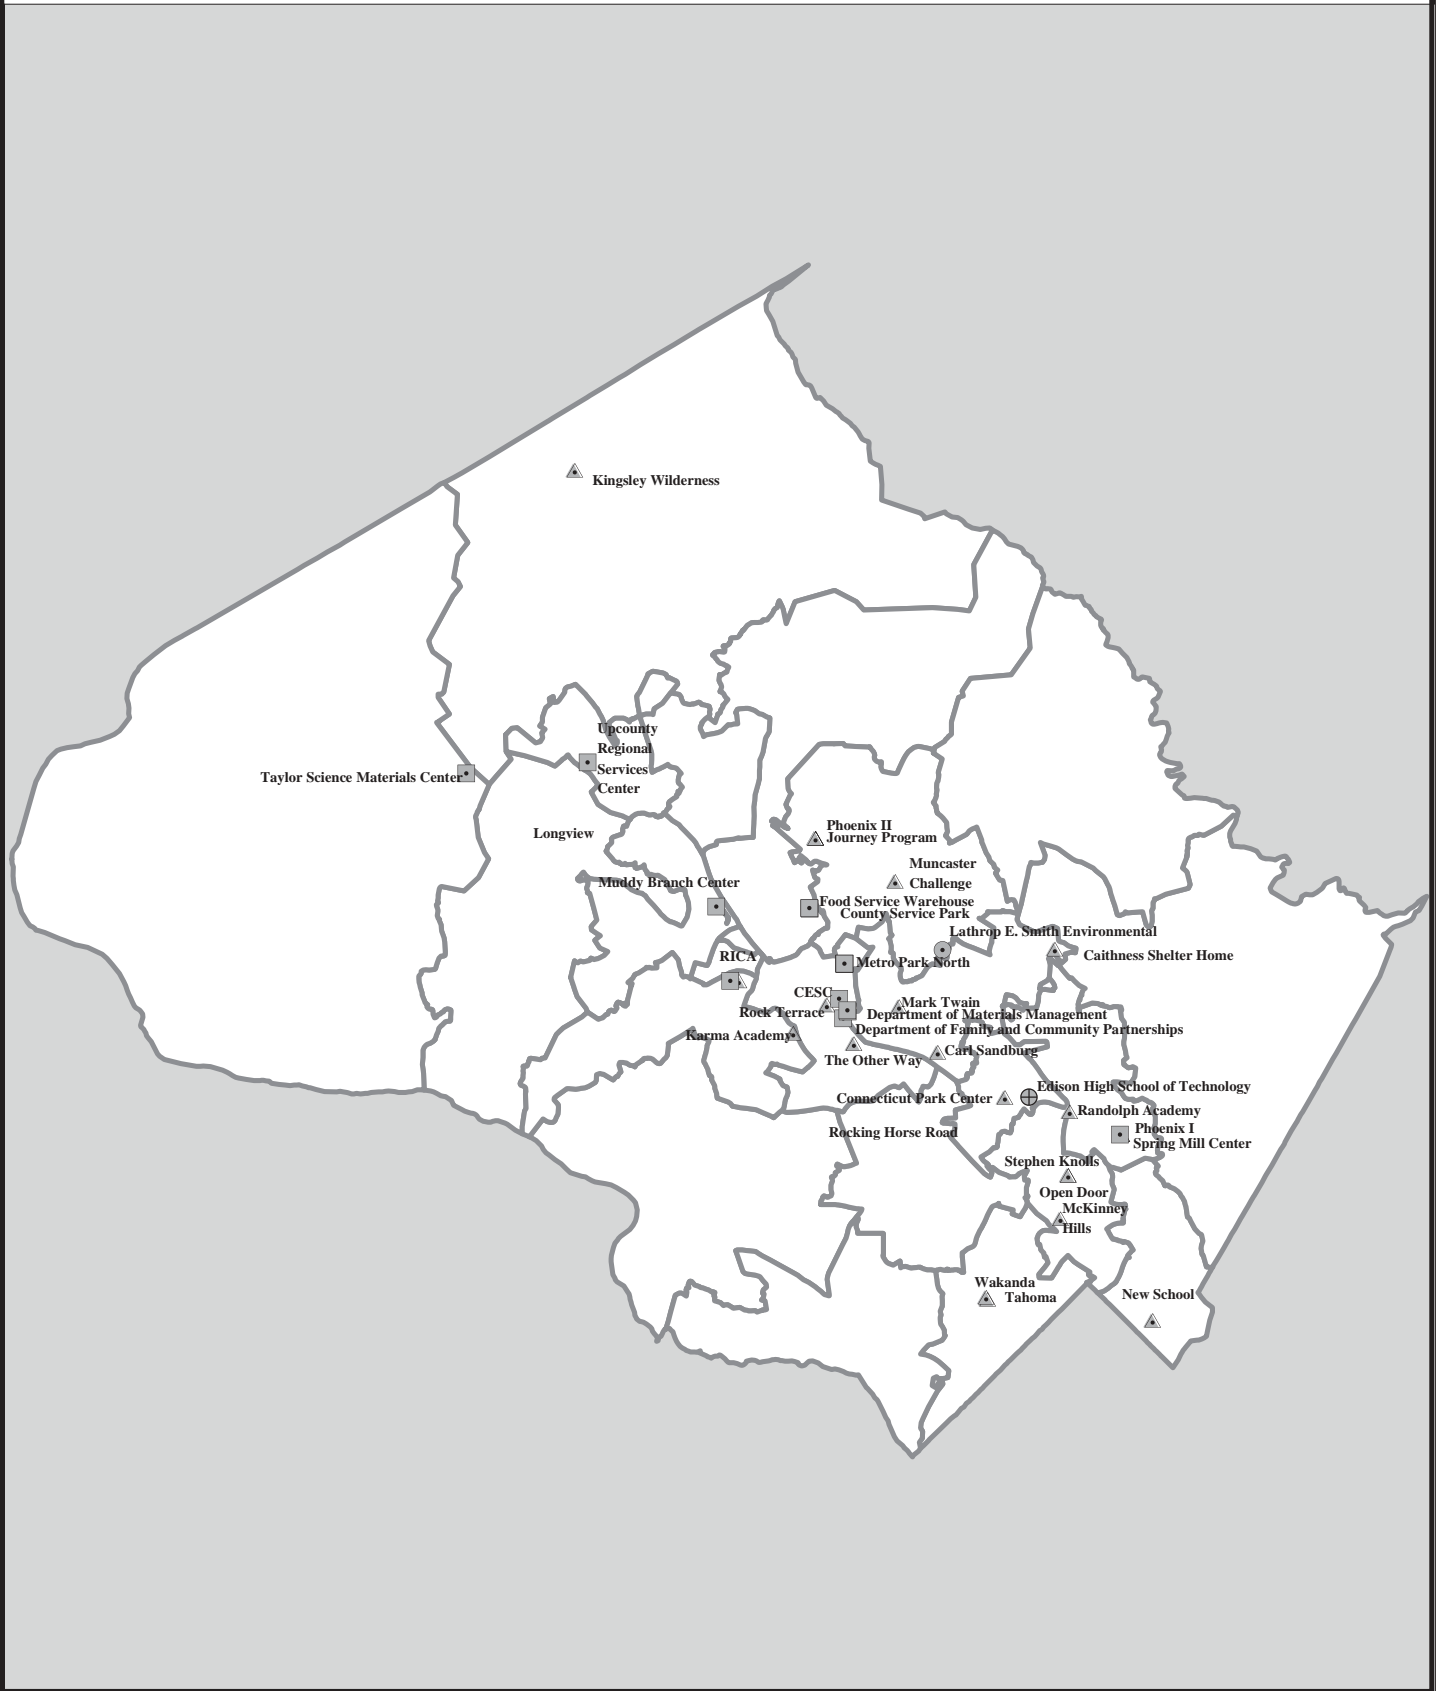 Kingsley Wilderness
Upcounty
Regional
Services
Center
Taylor Science Materials Center
Longview
Phoenix II
Journey Program
Muncaster
Challenge
Muddy Branch Center
Food Service Warehouse
County Service Park
Lathrop E. Smith Environmental
Caithness Shelter Home
RICA
Metro Park North
CESC
Mark Twain
Rock Terrace
Department of Materials Management
Department of Family and Community Partnerships
Karma Academy
The Other Way
Carl Sandburg
Edison High School of Technology
Connecticut Park Center
Randolph Academy
Rocking Horse Road
Phoenix I
Spring Mill Center
Stephen Knolls
Open Door
McKinney
Hills
Wakanda
Tahoma
New School